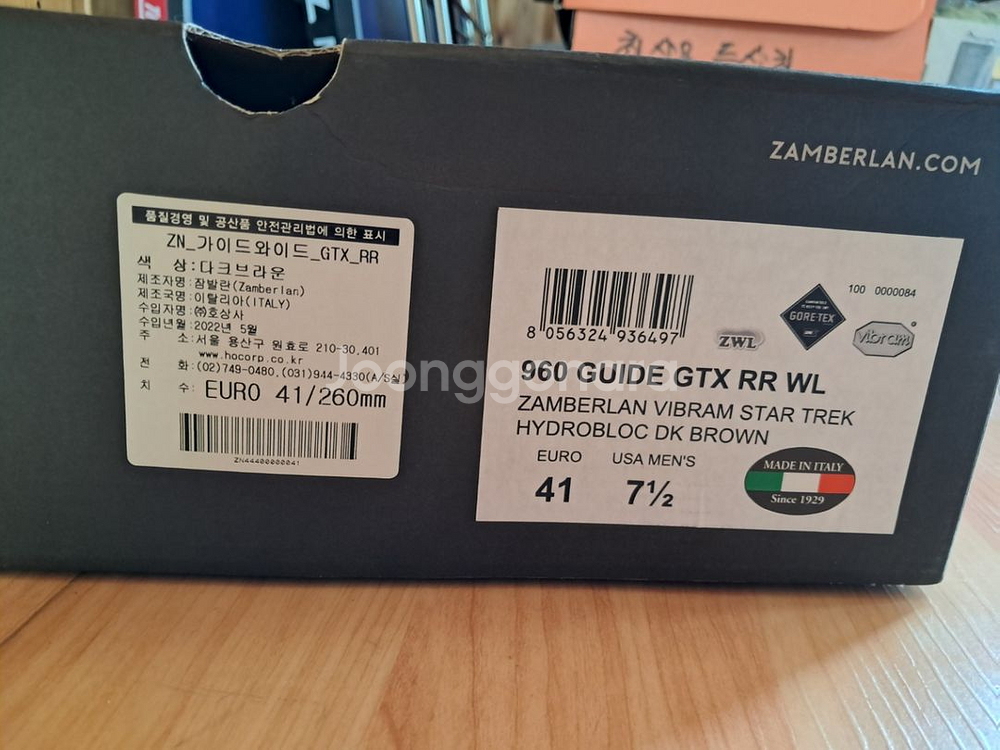 ZAMBERLAN.COM
품질경영 및 공산품 안전관리법에 의한 표시
ZN_가이드와이드_GTX_RR
색 상:다크브라운
제조자명:잠발란(Zamberlan)
제조국명:이탈리아(ITALY)
수입자명:㈜호상사
수입년월:2022년 5월
주 소:서울 용산구 원효로 210-30,401
www.hocorp.co.kr
전 화:(02)749-0480,(031)944-4330(A/S실)
치 수: EURO 41/260mm
ZN44400000041
8 056324 936497
ZWL
GORE-TEX
100 0000084
vibram
960 GUIDE GTX RR WL
ZAMBERLAN VIBRAM STAR TREK
HYDROBLOC DK BROWN
EURO USA MEN'S
41 7½
MADE IN ITALY
Since 1929
Joonggonara